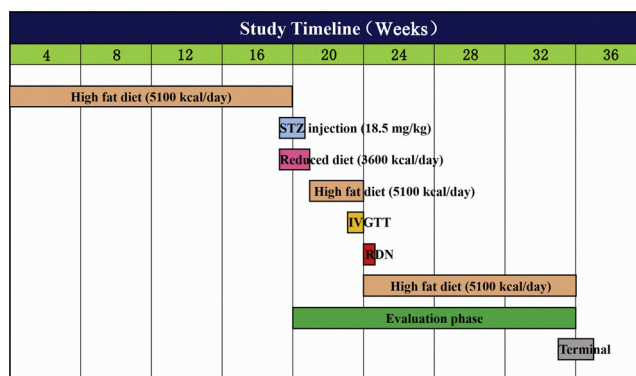 Study Timeline（Weeks）
4 8 12 16 20 24 28 32 36
High fat diet (5100 kcal/day)
STZ injection (18.5 mg/kg)
Reduced diet (3600 kcal/day)
High fat diet (5100 kcal/day)
IVGTT
RDN
High fat diet (5100 kcal/day)
Evaluation phase
Terminal